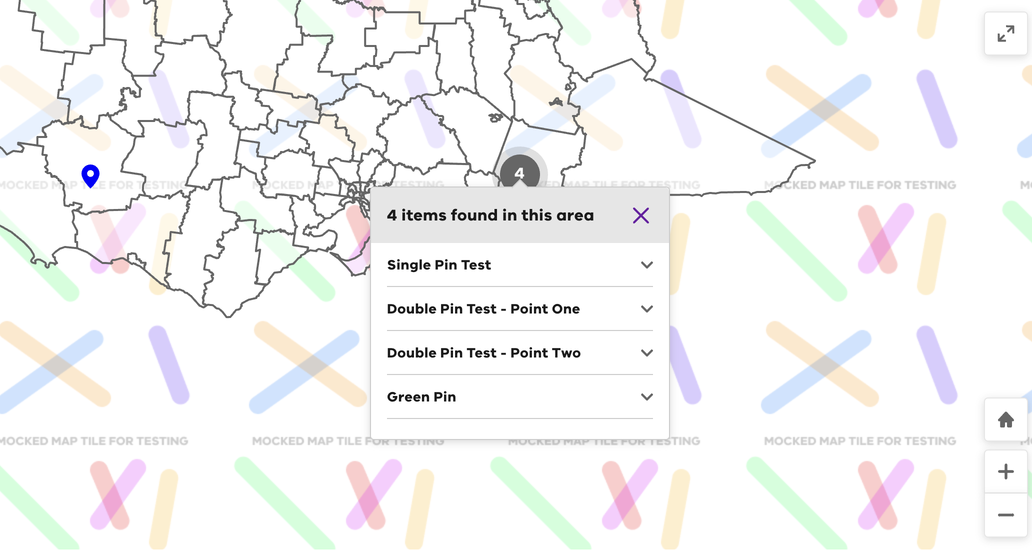 4
MOCKED MAP TILE FOR TESTING
MOCKED MAP TILE FOR TESTING
MOCKED MAP TILE FOR TESTING
MOCKED MAP TILE FOR TESTING
4 items found in this area
Single Pin Test
Double Pin Test - Point One
Double Pin Test - Point Two
Green Pin
MOCKED MAP TILE FOR TESTING
MOCKED MAP TILE FOR TESTING
MOCKED MAP TILE FOR TESTING
MOCKED MAP TILE FOR TESTING